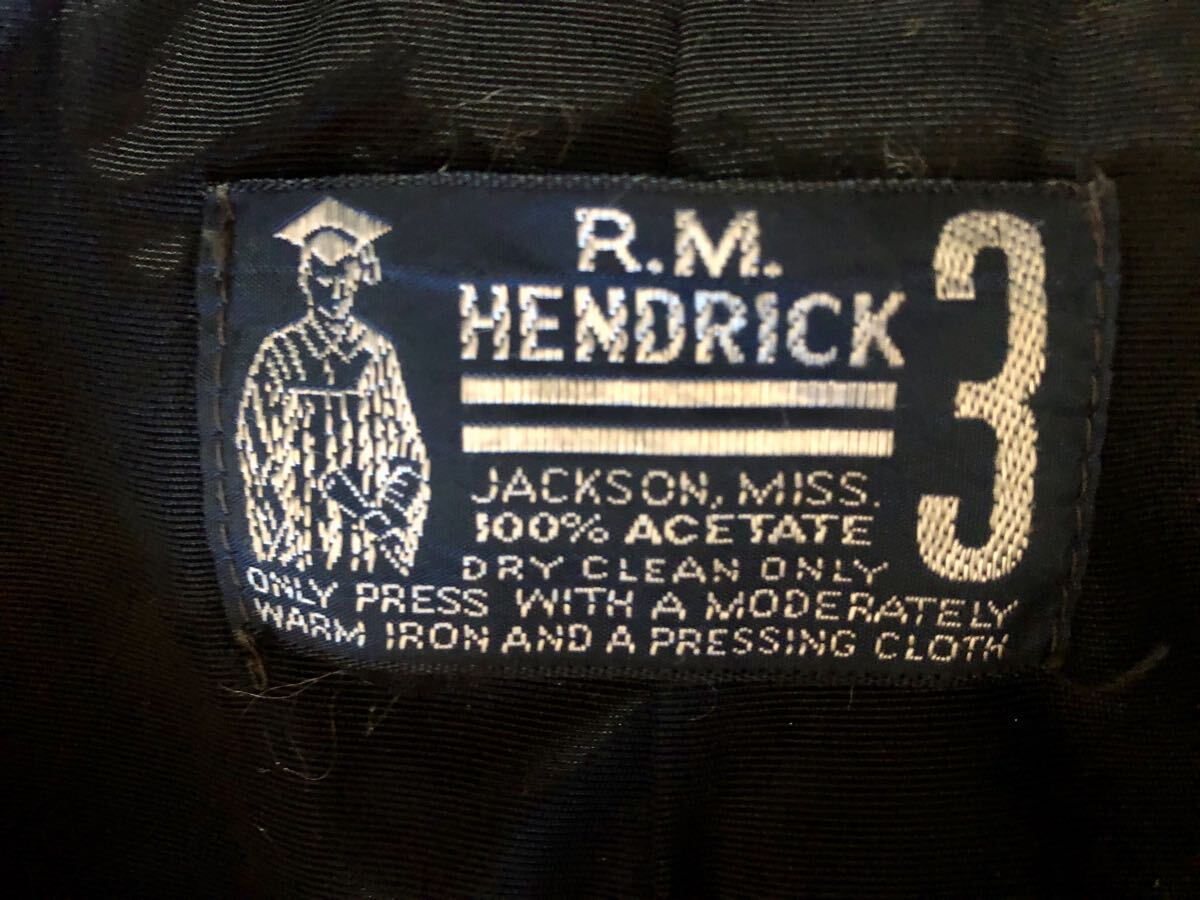 R.M.
HENDRICK
3
JACKSON, MISS.
100% ACETATE
DRY CLEAN ONLY
ONLY PRESS WITH A MODERATELY
WARM IRON AND A PRESSING CLOTH